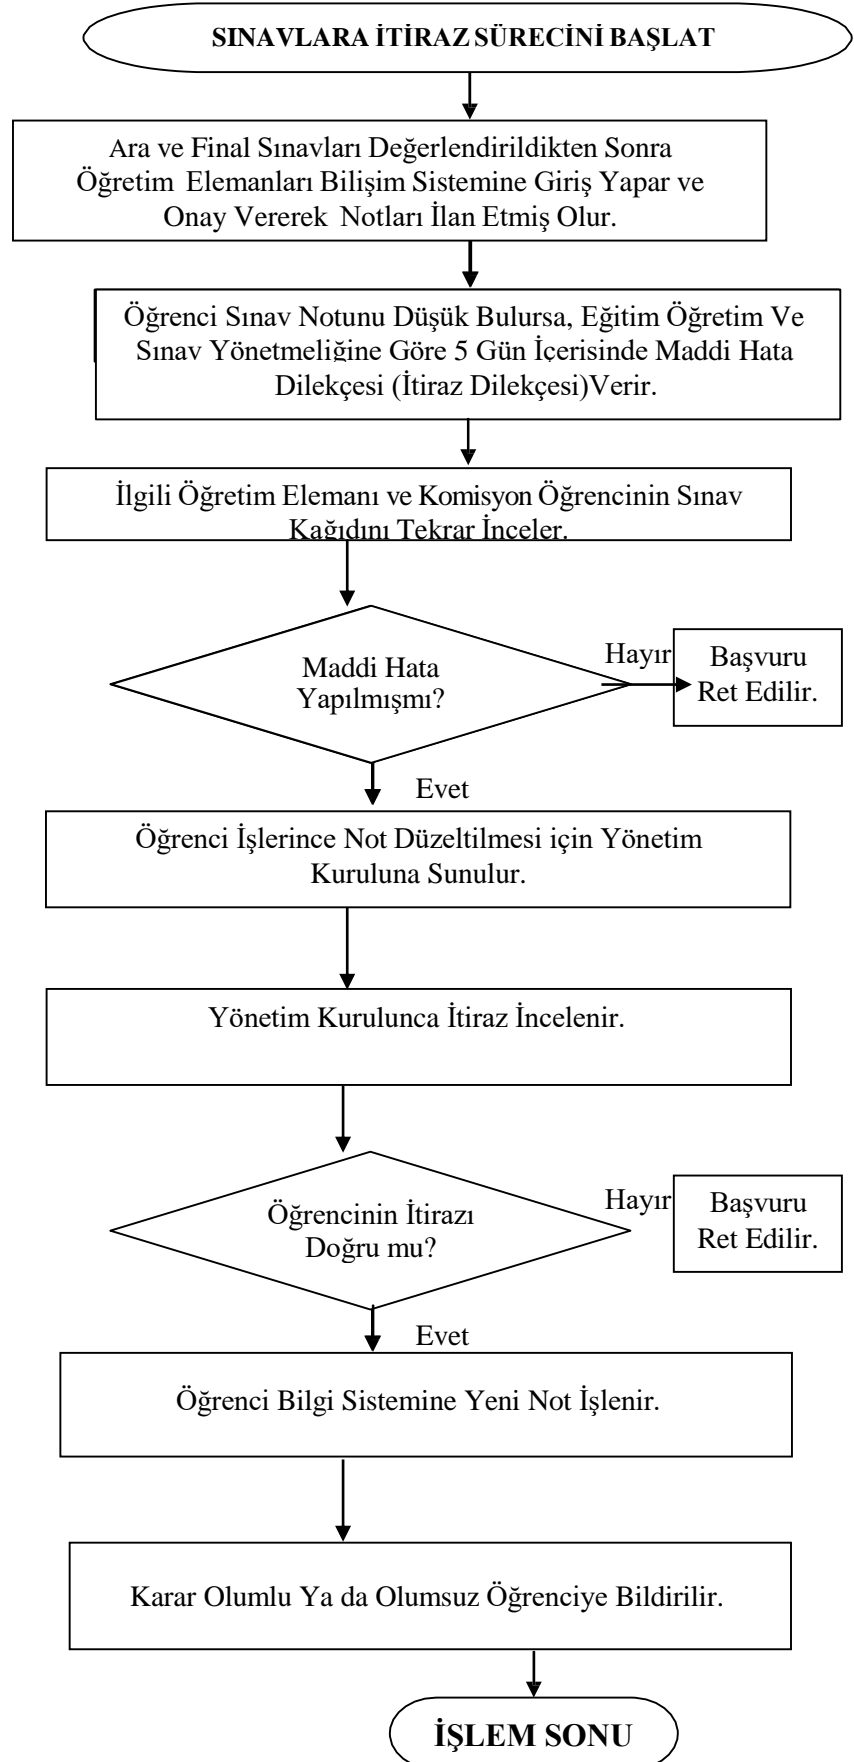 SINAVLARA İTİRAZ SÜRECİNİ BAŞLAT
Ara ve Final Sınavları Değerlendirildikten Sonra
Öğretim Elemanları Bilişim Sistemine Giriş Yapar ve
Onay Vererek Notları İlan Etmiş Olur.
Öğrenci Sınav Notunu Düşük Bulursa, Eğitim Öğretim Ve
Sınav Yönetmeliğine Göre 5 Gün İçerisinde Maddi Hata
Dilekçesi (İtiraz Dilekçesi)Verir.
İlgili Öğretim Elemanı ve Komisyon Öğrencinin Sınav
Kağıdını Tekrar İnceler.
Maddi Hata
Yapılmışmı?
Hayır
Başvuru
Ret Edilir.
Evet
Öğrenci İşlerince Not Düzeltilmesi için Yönetim
Kuruluna Sunulur.
Yönetim Kurulunca İtiraz İncelenir.
Öğrencinin İtirazı
Doğru mu?
Hayır
Başvuru
Ret Edilir.
Evet
Öğrenci Bilgi Sistemine Yeni Not İşlenir.
Karar Olumlu Ya da Olumsuz Öğrenciye Bildirilir.
İŞLEM SONU